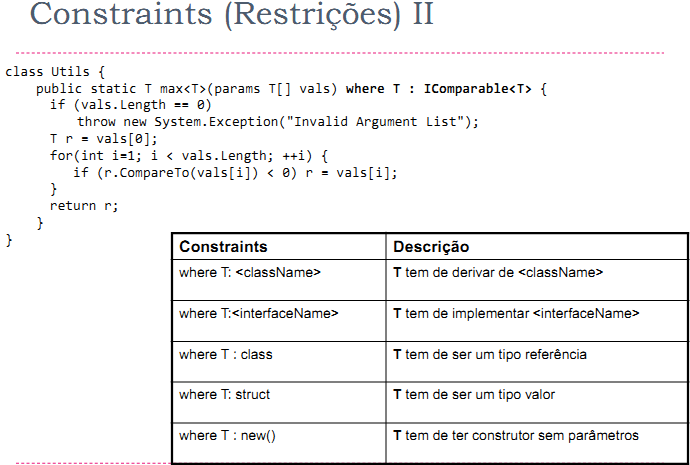 Constraints (Restrições) II
class Utils {
public static T max<T>(params T[] vals) where T : IComparable<T> {
if (vals.Length == 0)
throw new System.Exception("Invalid Argument List");
T r = vals[0];
for(int i=1; i < vals.Length; ++i) {
if (r.CompareTo(vals[i]) < 0) r = vals[i];
}
return r;
}
}
Constraints Descrição
where T: <className> T tem de derivar de <className>
where T:<interfaceName> T tem de implementar <interfaceName>
where T : class T tem de ser um tipo referência
where T: struct T tem de ser um tipo valor
where T : new() T tem de ter construtor sem parâmetros